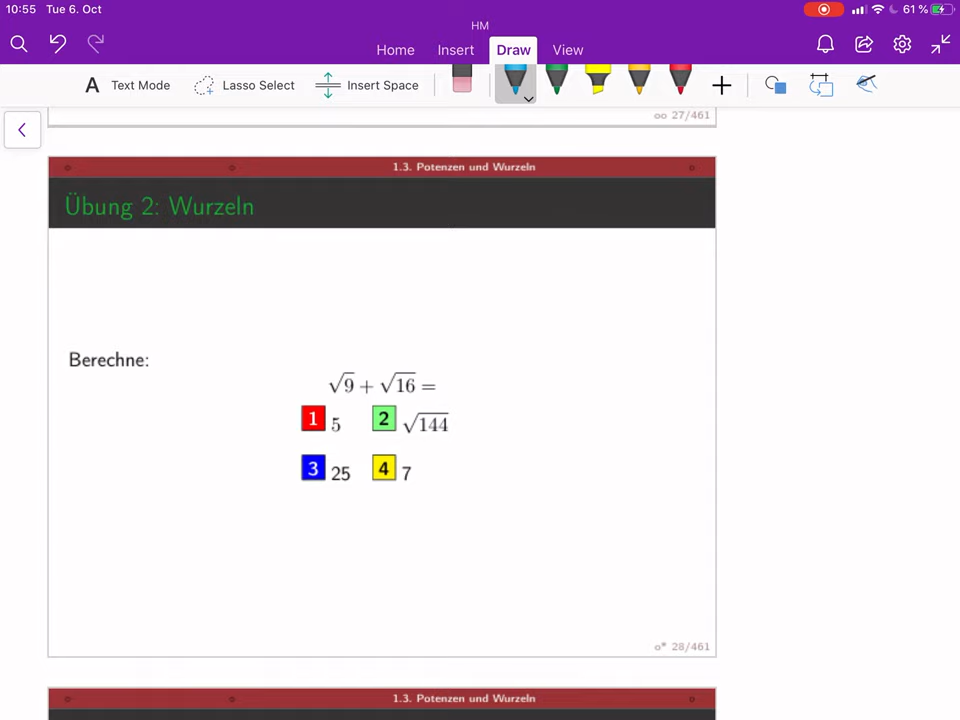 10:55 Tue 6. Oct
61 %
HM
Home Insert Draw View
A Text Mode Lasso Select Insert Space
oo 27/461
1.3. Potenzen und Wurzeln
Übung 2: Wurzeln
Berechne:
√9 + √16 =
1 5 2 √144
3 25 4 7
o* 28/461
1.3. Potenzen und Wurzeln